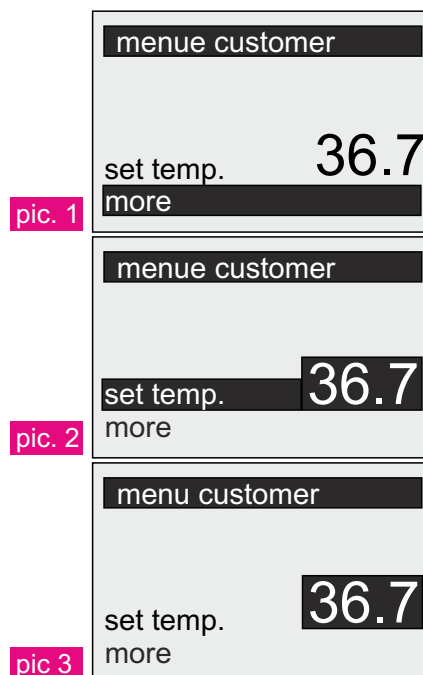 menue customer
set temp. 36.7
more
pic. 1
menue customer
set temp. 36.7
more
pic. 2
menu customer
set temp. 36.7
more
pic 3